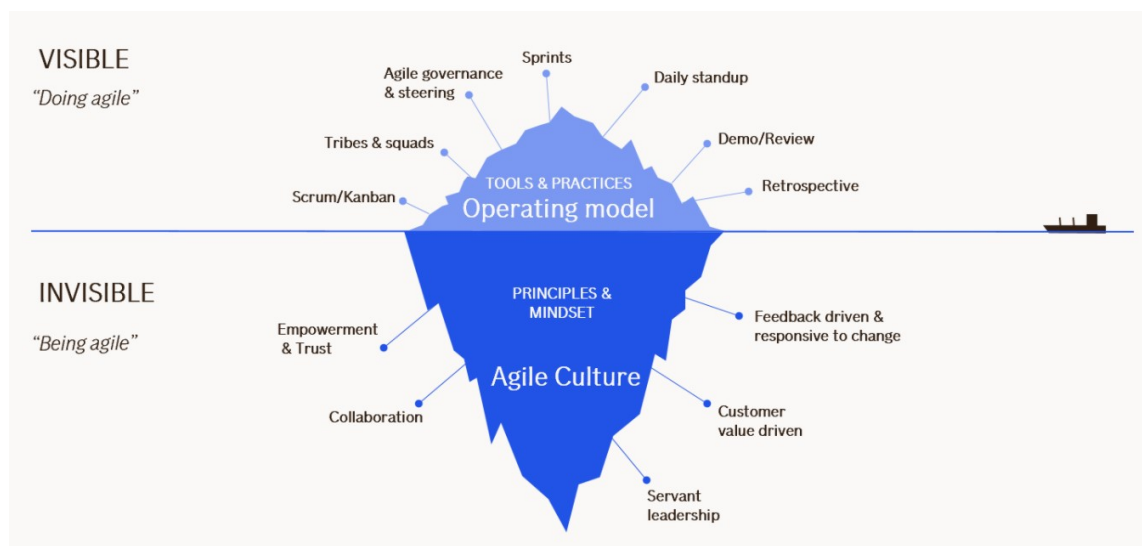 VISIBLE
“Doing agile”
Sprints
Agile governance
& steering
Daily standup
Tribes & squads
Demo/Review
Scrum/Kanban
Retrospective
TOOLS & PRACTICES
Operating model
INVISIBLE
“Being agile”
PRINCIPLES &
MINDSET
Agile Culture
Empowerment
& Trust
Feedback driven &
responsive to change
Collaboration
Customer
value driven
Servant
leadership